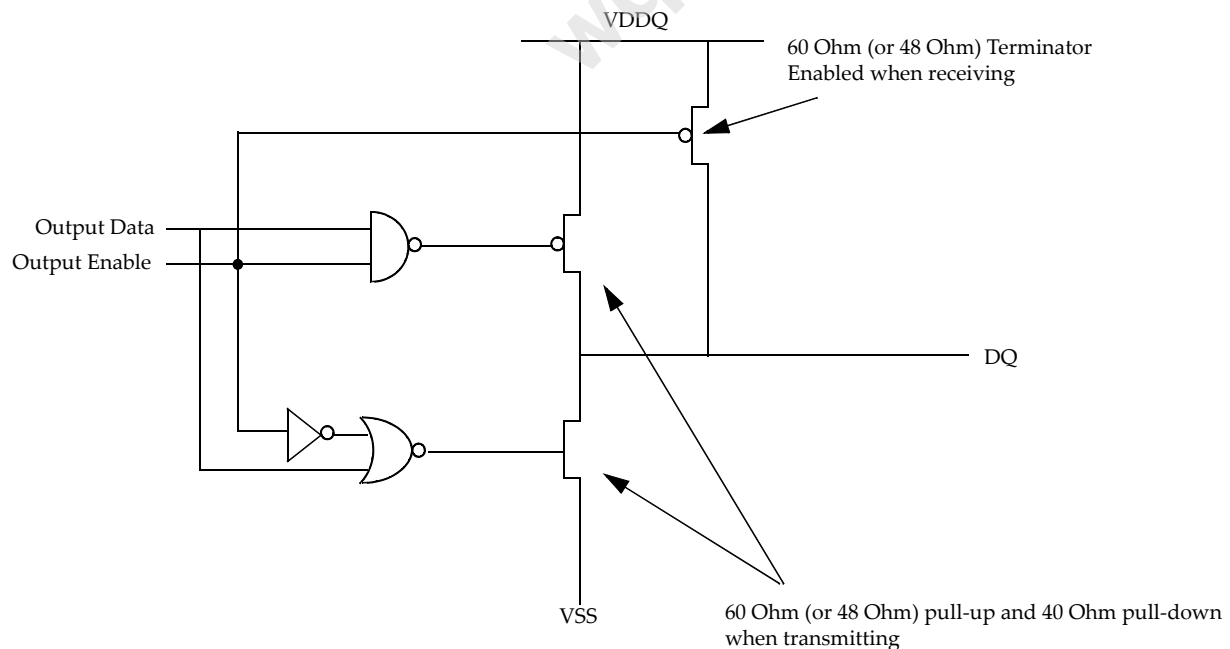 VDDQ
60 Ohm (or 48 Ohm) Terminator
Enabled when receiving
Output Data
Output Enable
DQ
VSS
60 Ohm (or 48 Ohm) pull-up and 40 Ohm pull-down
when transmitting